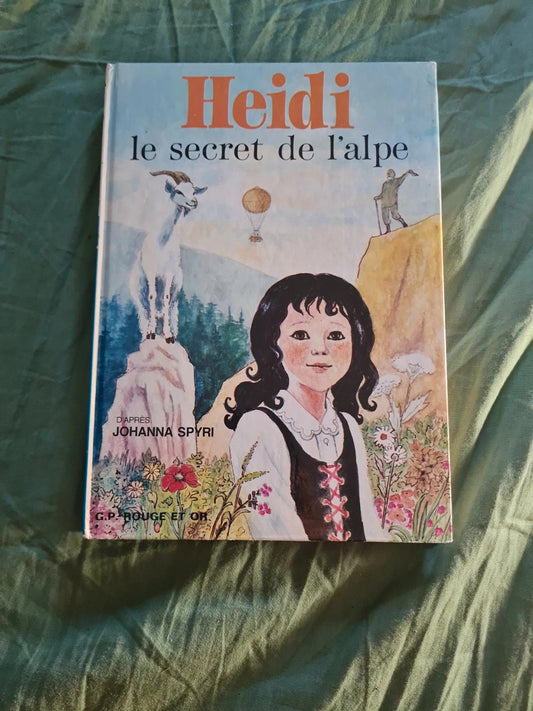 Heidi
le secret de l'alpe
D'APRÈS
JOHANNA SPYRI
G.P. ROUGE ET OR